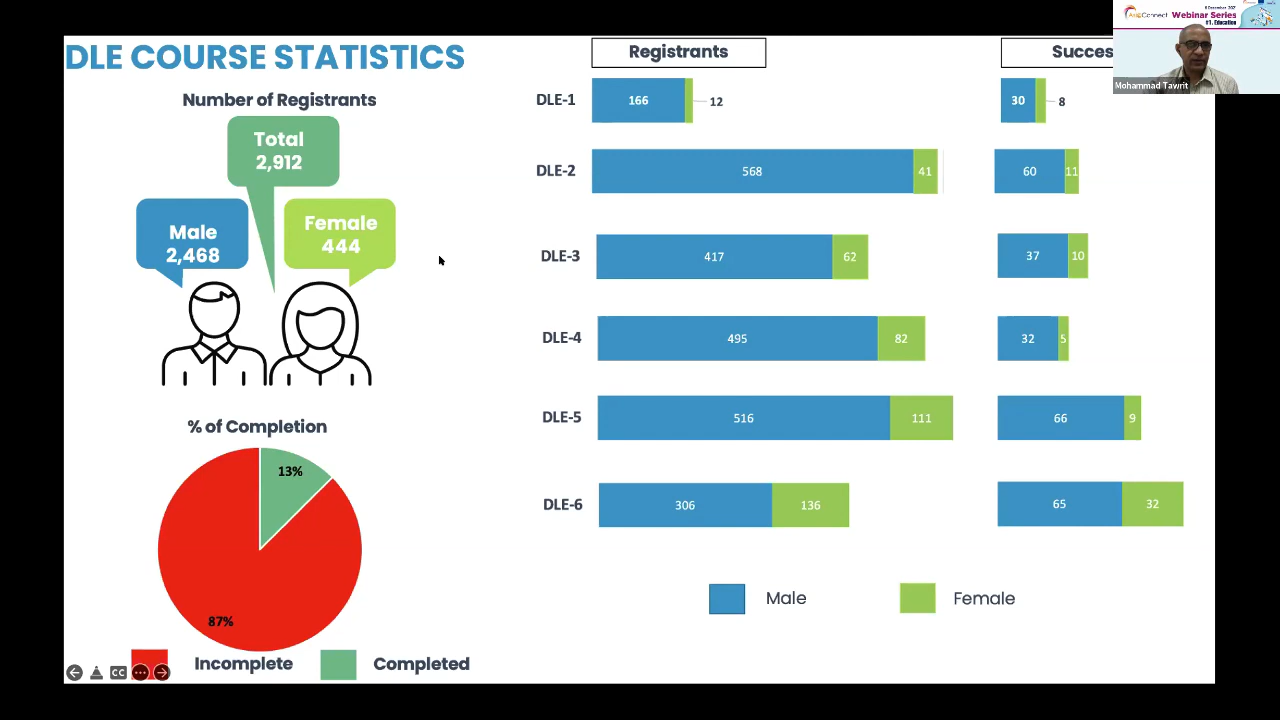 DLE COURSE STATISTICS
Number of Registrants
Total
2,912
Male
2,468
Female
444
% of Completion
13%
87%
Incomplete
Completed
CC
Registrants
Succes
DLE-1
166
12
30
8
DLE-2
568
41
60
11
DLE-3
417
62
37
10
DLE-4
495
82
32
5
DLE-5
516
111
66
9
DLE-6
306
136
65
32
Male
Female
Webinar Series
#1. Education
Mohammad Tawrit